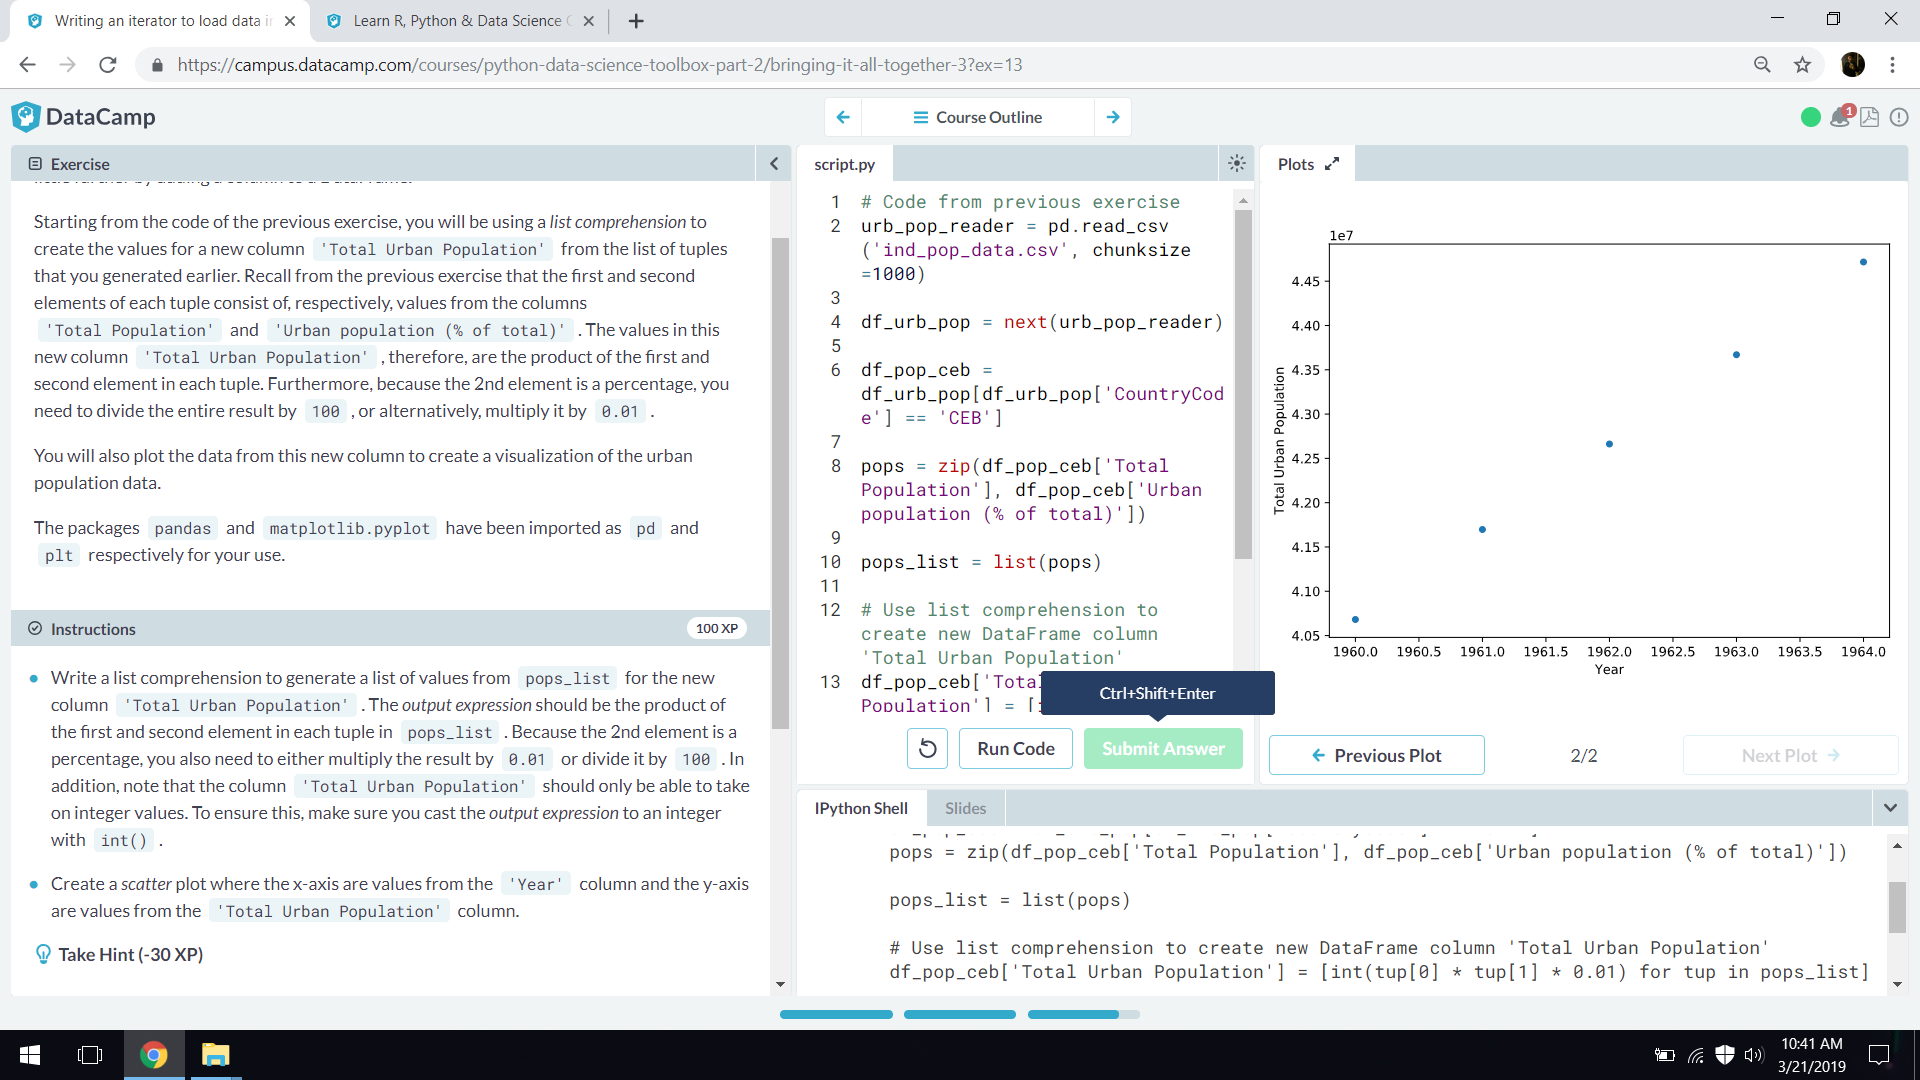 Writing an iterator to load data in
Learn R, Python & Data Science
https://campus.datacamp.com/courses/python-data-science-toolbox-part-2/bringing-it-all-together-3?ex=13
DataCamp
Course Outline
1
Exercise
Starting from the code of the previous exercise, you will be using a list comprehension to
create the values for a new column 'Total Urban Population' from the list of tuples
that you generated earlier. Recall from the previous exercise that the first and second
elements of each tuple consist of, respectively, values from the columns
'Total Population' and 'Urban population (% of total)' . The values in this
new column 'Total Urban Population' , therefore, are the product of the first and
second element in each tuple. Furthermore, because the 2nd element is a percentage, you
need to divide the entire result by 100 , or alternatively, multiply it by 0.01 .
You will also plot the data from this new column to create a visualization of the urban
population data.
The packages pandas and matplotlib.pyplot have been imported as pd and
plt respectively for your use.
Instructions
100 XP
Write a list comprehension to generate a list of values from pops_list for the new
column 'Total Urban Population' . The output expression should be the product of
the first and second element in each tuple in pops_list . Because the 2nd element is a
percentage, you also need to either multiply the result by 0.01 or divide it by 100 . In
addition, note that the column 'Total Urban Population' should only be able to take
on integer values. To ensure this, make sure you cast the output expression to an integer
with int() .
Create a scatter plot where the x-axis are values from the 'Year' column and the y-axis
are values from the 'Total Urban Population' column.
Take Hint (-30 XP)
script.py
1 # Code from previous exercise
2 urb_pop_reader = pd.read_csv
('ind_pop_data.csv', chunksize
=1000)
3
4 df_urb_pop = next(urb_pop_reader)
5
6 df_pop_ceb =
df_urb_pop[df_urb_pop['CountryCod
e'] == 'CEB']
7
8 pops = zip(df_pop_ceb['Total
Population'], df_pop_ceb['Urban
population (% of total)'])
9
10 pops_list = list(pops)
11
12 # Use list comprehension to
create new DataFrame column
'Total Urban Population'
13 df_pop_ceb['Tota
Population'] = [i
Ctrl+Shift+Enter
Run Code
Submit Answer
Plots
1e7
4.45
4.40
4.35
4.30
4.25
4.20
4.15
4.10
4.05
Total Urban Population
1960.0 1960.5 1961.0 1961.5 1962.0 1962.5 1963.0 1963.5 1964.0
Year
Previous Plot
2/2
Next Plot
IPython Shell
Slides
pops = zip(df_pop_ceb['Total Population'], df_pop_ceb['Urban population (% of total)'])
pops_list = list(pops)
# Use list comprehension to create new DataFrame column 'Total Urban Population'
df_pop_ceb['Total Urban Population'] = [int(tup[0] * tup[1] * 0.01) for tup in pops_list]
10:41 AM
3/21/2019